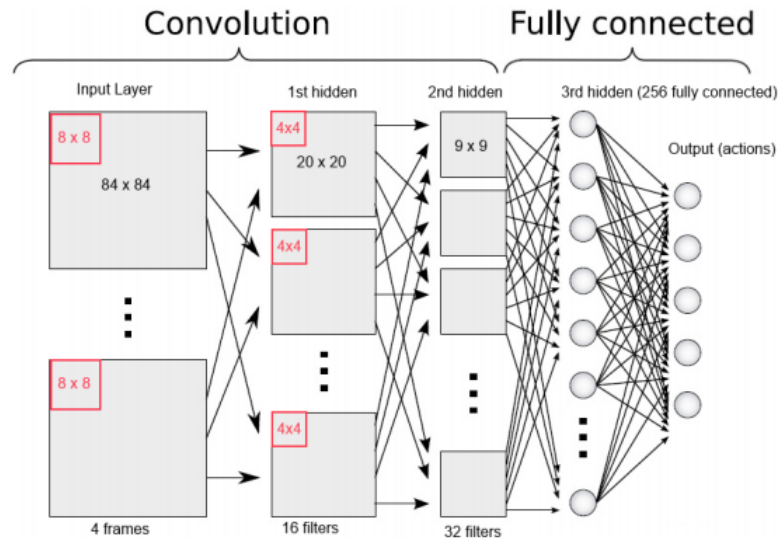 Convolution
Fully connected
Input Layer
1st hidden
2nd hidden
3rd hidden (256 fully connected)
Output (actions)
8 x 8
84 x 84
4x4
20 x 20
9 x 9
4x4
8 x 8
4x4
4 frames
16 filters
32 filters